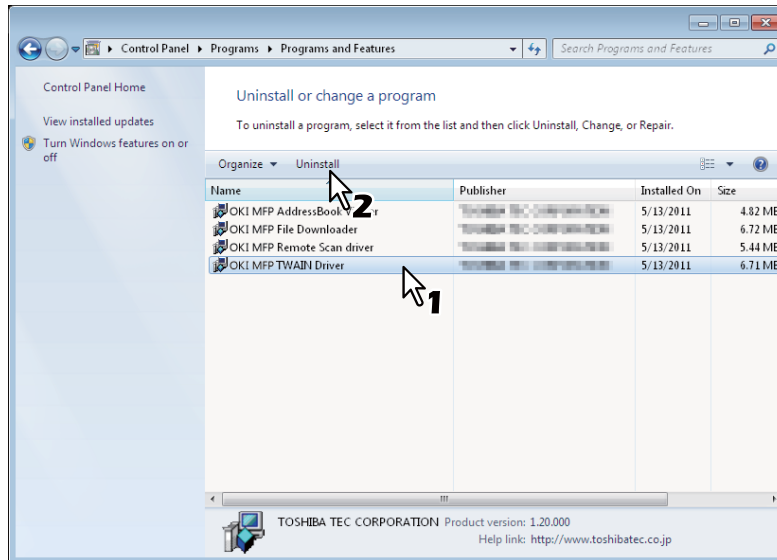 Control Panel ▸ Programs ▸ Programs and Features
Search Programs and Features
Control Panel Home
View installed updates
Turn Windows features on or
off
Uninstall or change a program
To uninstall a program, select it from the list and then click Uninstall, Change, or Repair.
Organize Uninstall
2
Name Publisher Installed On Size
OKI MFP AddressBook 5/13/2011 4.82 MB
OKI MFP File Downloader 5/13/2011 6.72 MB
OKI MFP Remote Scan driver 5/13/2011 5.44 MB
OKI MFP TWAIN Driver 5/13/2011 6.71 MB
1
TOSHIBA TEC CORPORATION Product version: 1.20.000
Help link: http://www.toshibatec.co.jp